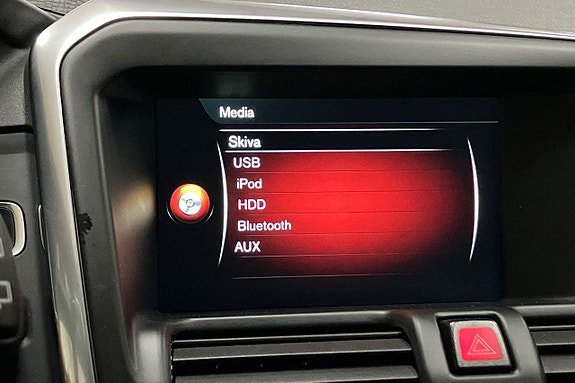 Media
Skiva
USB
iPod
HDD
Bluetooth
AUX